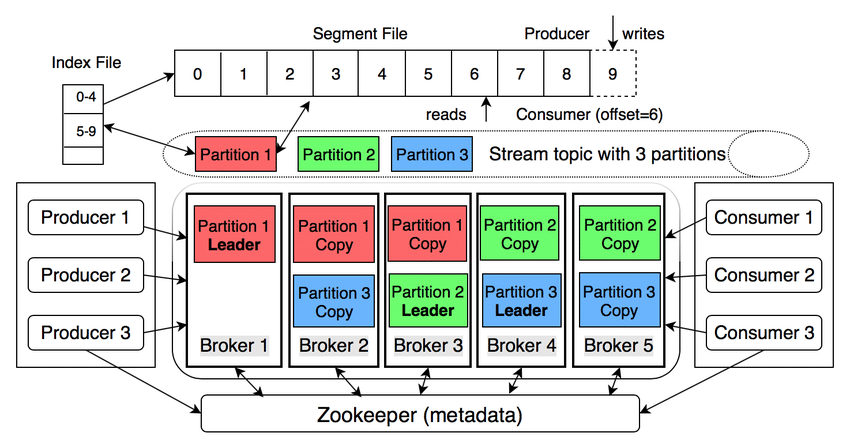 Segment File
Producer
writes
Index File
0 1 2 3 4 5 6 7 8 9
0-4
5-9
reads
Consumer (offset=6)
Partition 1
Partition 2
Partition 3
Stream topic with 3 partitions
Producer 1
Producer 2
Producer 3
Partition 1
Leader
Broker 1
Partition 1
Copy
Partition 3
Copy
Broker 2
Partition 1
Copy
Partition 2
Leader
Broker 3
Partition 2
Copy
Partition 3
Leader
Broker 4
Partition 2
Copy
Partition 3
Copy
Broker 5
Consumer 1
Consumer 2
Consumer 3
Zookeeper (metadata)